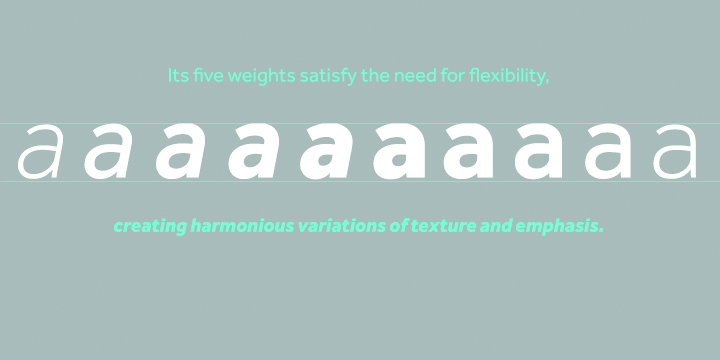 Its five weights satisfy the need for flexibility,
a a a a a a a a a a
creating harmonious variations of texture and emphasis.